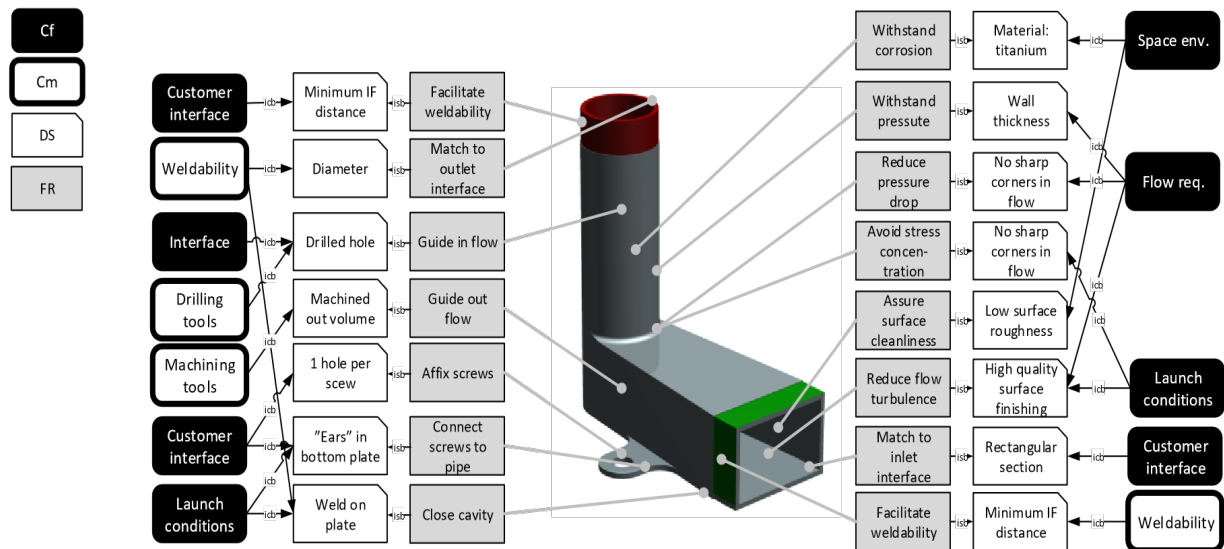 Cf
Cm
DS
FR
Customer
interface
icb
Minimum IF
distance
isb
Facilitate
weldability
Weldability
icb
Diameter
isb
Match to
outlet
interface
Interface
icb
Drilled hole
isb
Guide in flow
icb
Drilling
tools
Machined
out volume
isb
Guide out
flow
Machining
tools
icb
1 hole per
scew
isb
Affix screws
Customer
interface
icb
"Ears" in
bottom plate
isb
Connect
screws to
pipe
Launch
conditions
icb
Weld on
plate
isb
Close cavity
Withstand
corrosion
isb
Material:
titanium
icb
Space env.
Withstand
pressute
isb
Wall
thickness
icb
Reduce
pressure
drop
isb
No sharp
corners in
flow
icb
Flow req.
Avoid stress
concen-
tration
isb
No sharp
corners in
flow
Assure
surface
cleanliness
isb
Low surface
roughness
icb
icb
Reduce flow
turbulence
isb
High quality
surface
finishing
icb
Launch
conditions
Match to
inlet
interface
isb
Rectangular
section
icb
Customer
interface
Facilitate
weldability
isb
Minimum IF
distance
icb
Weldability